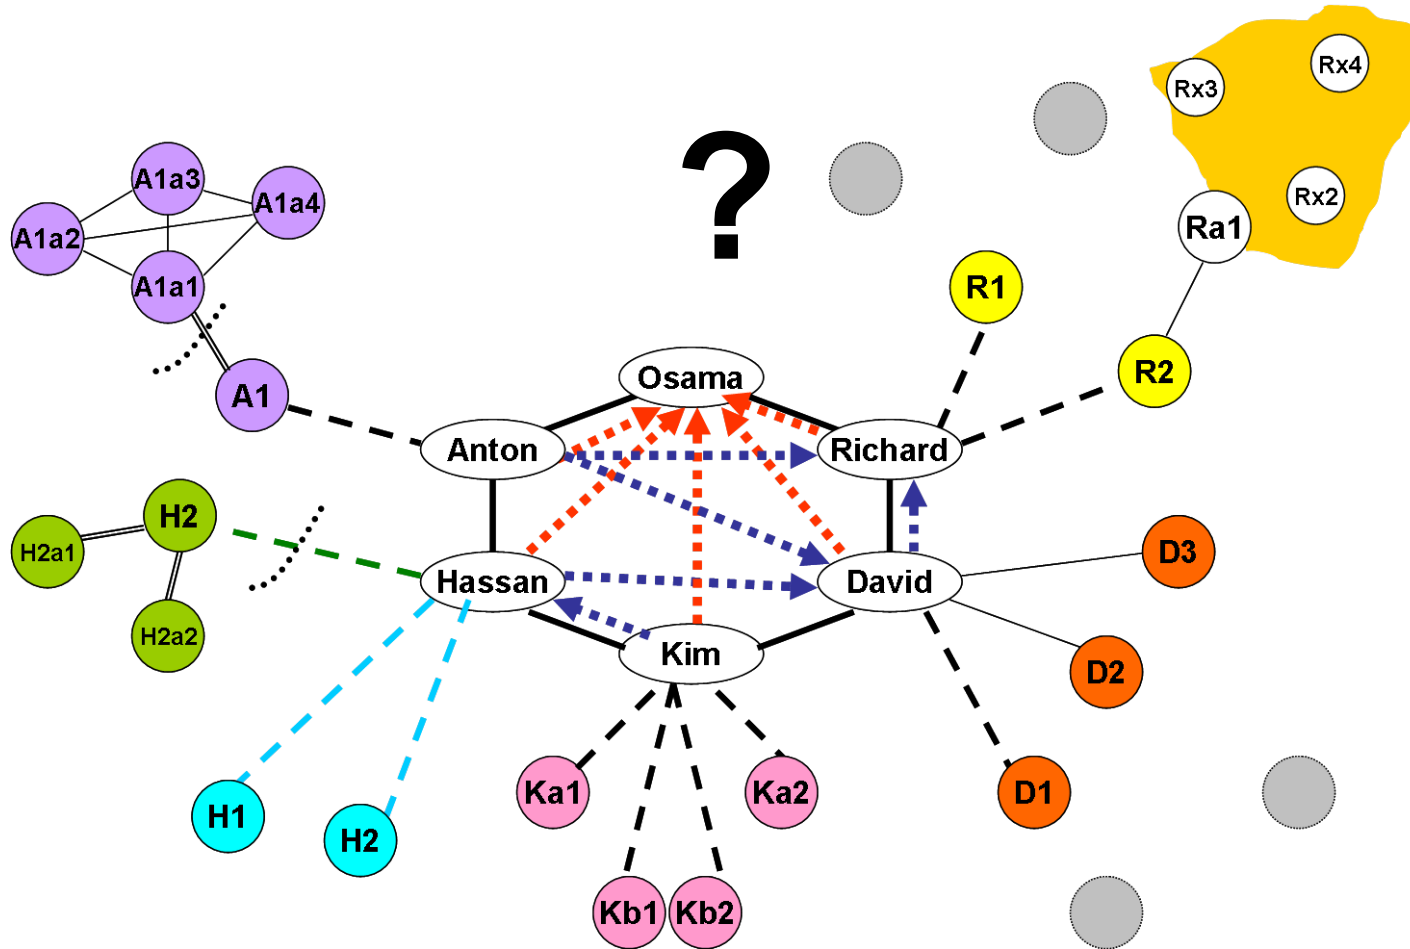 Rx4
Rx3
?
A1a3
A1a4
Rx2
A1a2
Ra1
A1a1
R1
R2
Osama
A1
Anton
Richard
H2
H2a1
D3
Hassan
David
H2a2
Kim
D2
Ka1
Ka2
D1
H1
H2
Kb1
Kb2